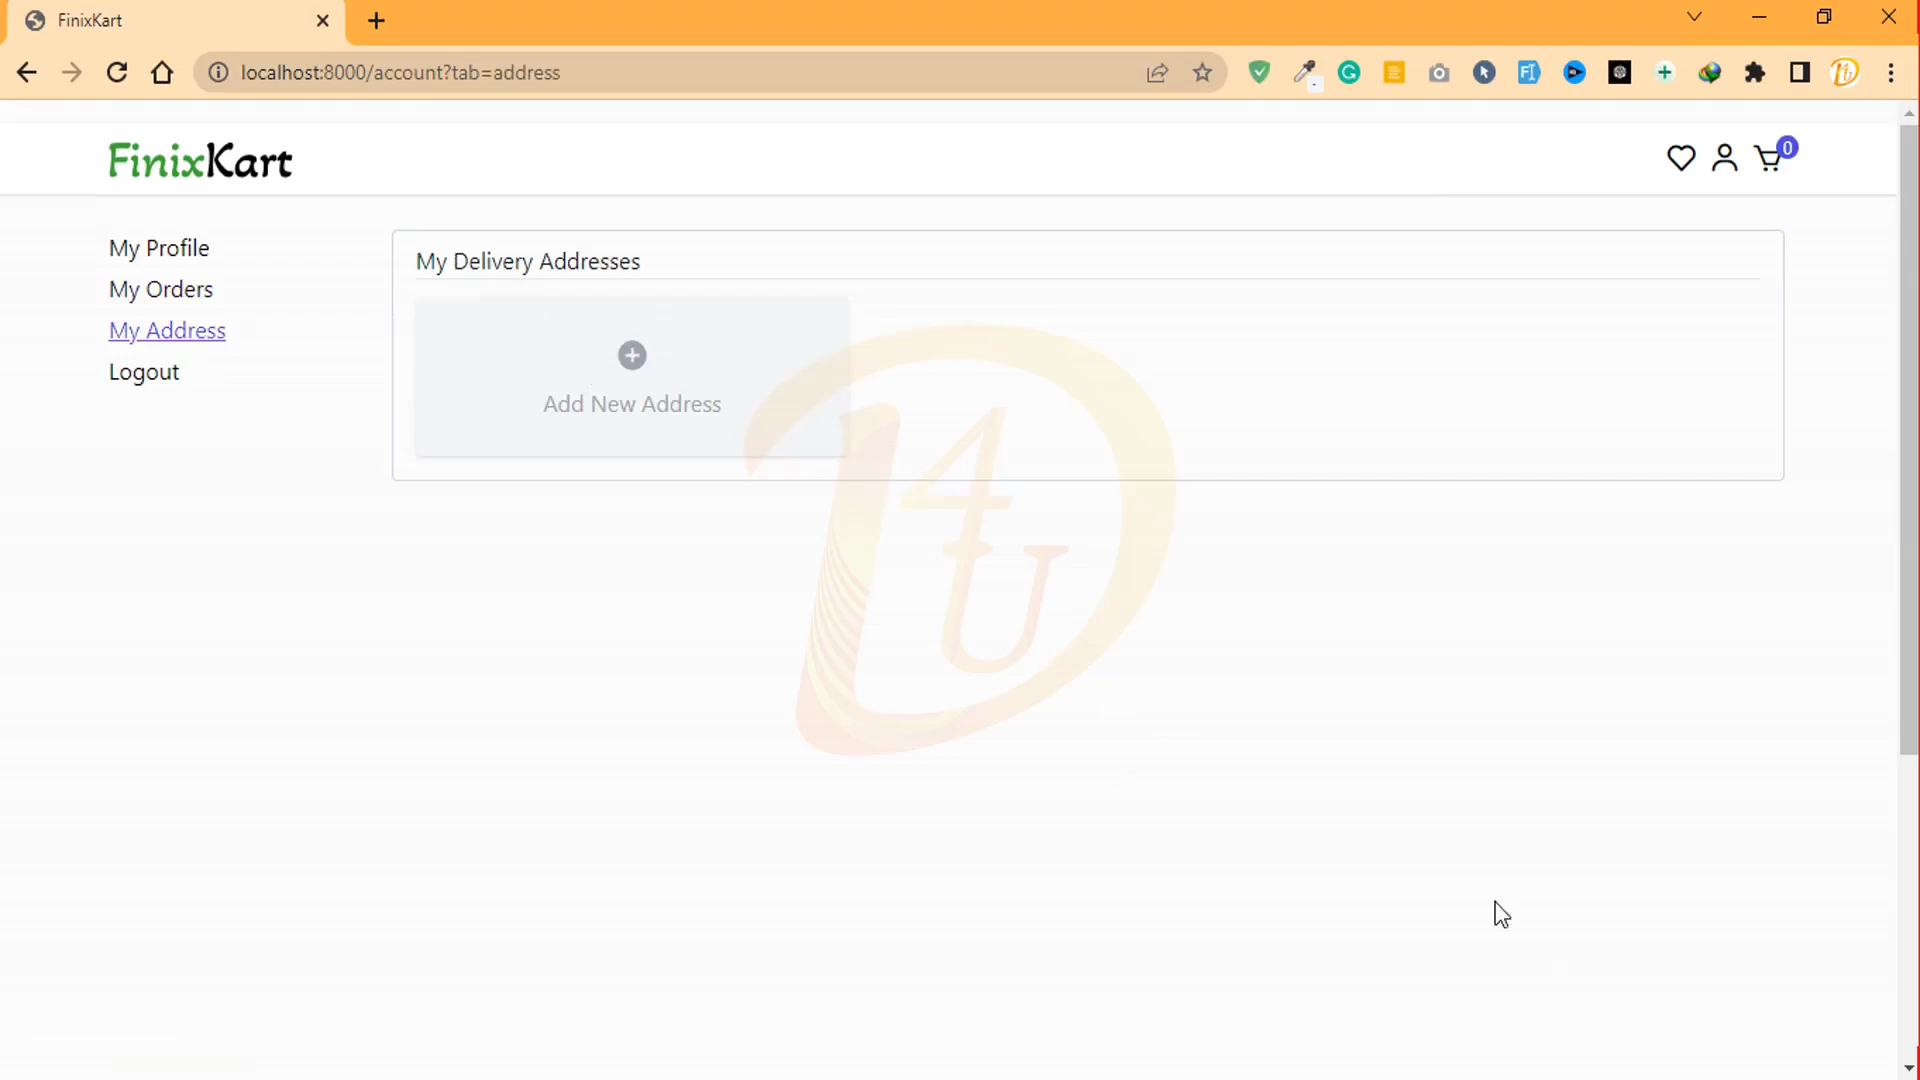 FinixKart
localhost:8000/account?tab=address
FinixKart
0
My Profile
My Orders
My Address
Logout
My Delivery Addresses
Add New Address
D4U